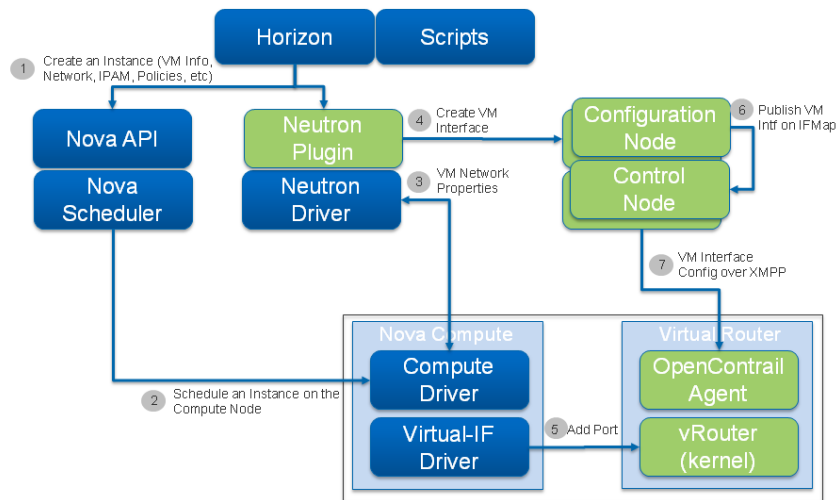 Horizon
Scripts
1
Create an Instance (VM Info,
Network, IPAM, Policies, etc)
Nova API
Nova
Scheduler
Neutron
Plugin
Neutron
Driver
4
Create VM
Interface
3
VM Network
Properties
Configuration
Node
Control
Node
6
Publish VM
Intf on IFMap
7
VM Interface
Config over XMPP
Nova Compute
Virtual Router
Compute
Driver
OpenContrail
Agent
2
Schedule an Instance on the
Compute Node
Virtual-IF
Driver
5
Add Port
vRouter
(kernel)